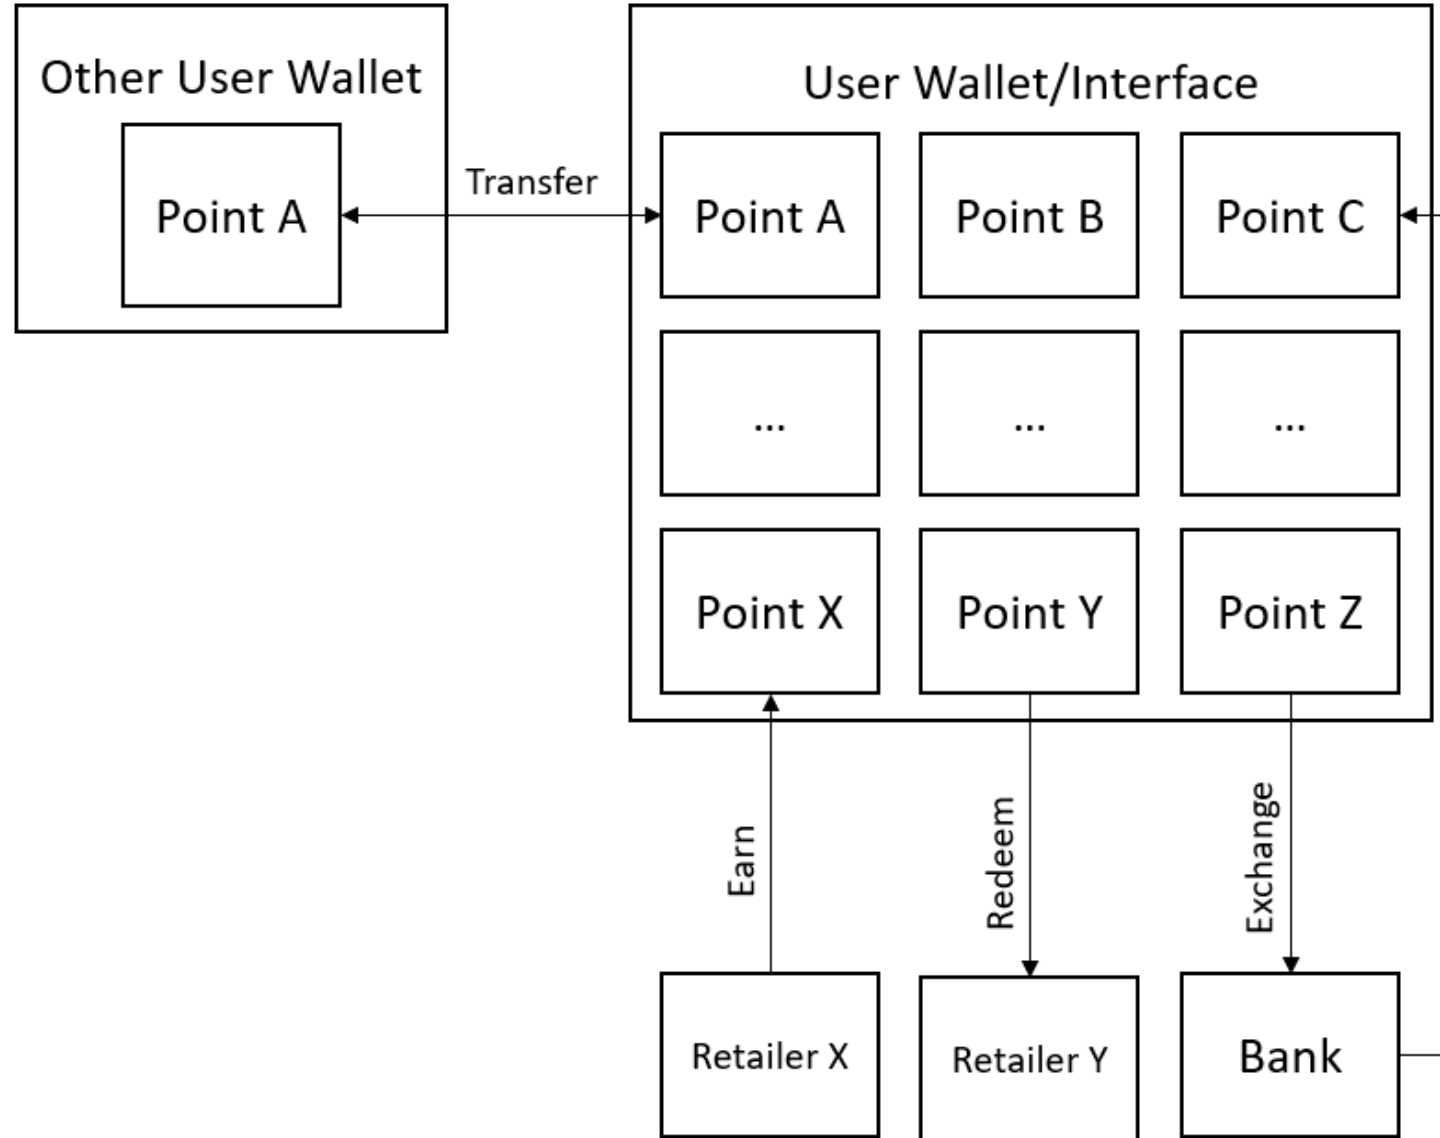 Other User Wallet
User Wallet/Interface
Point A
Transfer
Point A
Point B
Point C
...
...
...
Point X
Point Y
Point Z
Earn
Redeem
Exchange
Retailer X
Retailer Y
Bank